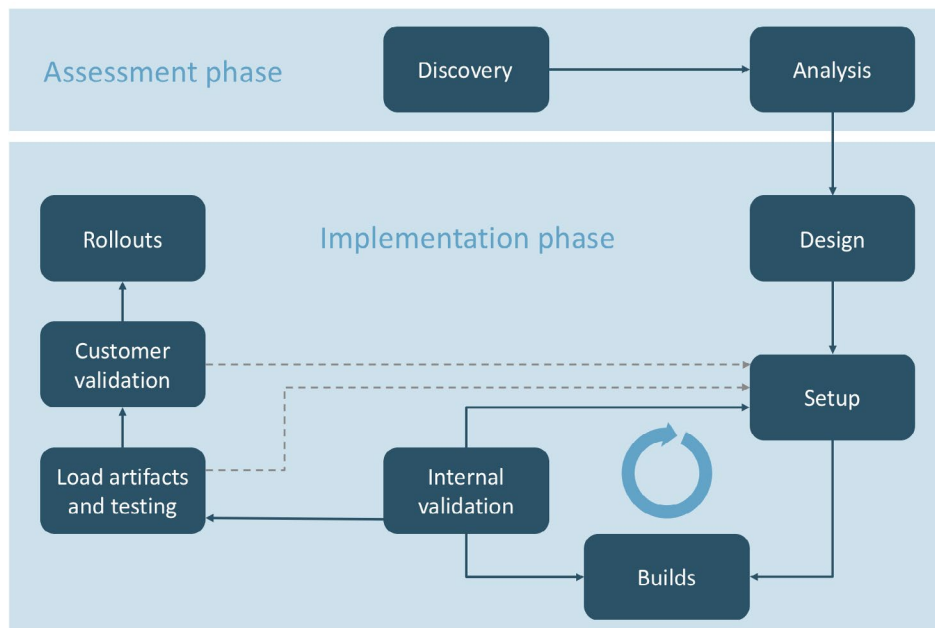 Assessment phase
Discovery
Analysis
Implementation phase
Rollouts
Design
Customer
validation
Setup
Load artifacts
and testing
Internal
validation
Builds